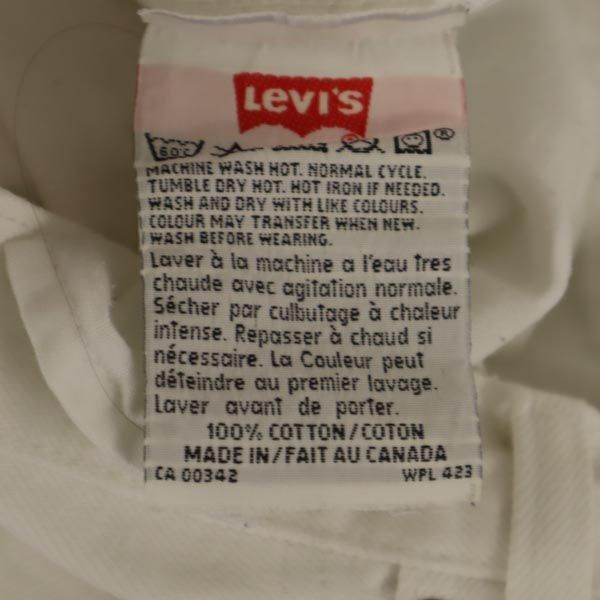 Levi's
®
60°C
MACHINE WASH HOT. NORMAL CYCLE.
TUMBLE DRY HOT. HOT IRON IF NEEDED.
WASH AND DRY WITH LIKE COLOURS.
COLOUR MAY TRANSFER WHEN NEW.
WASH BEFORE WEARING.
Laver à la machine a l'eau tres
chaude avec agitation normale.
Sécher par culbutage à chaleur
intense. Repasser à chaud si
nécessaire. La Couleur peut
déteindre au premier lavage.
Laver avant de porter.
100% COTTON/COTON
MADE IN/FAIT AU CANADA
CA 00342 WPL 423